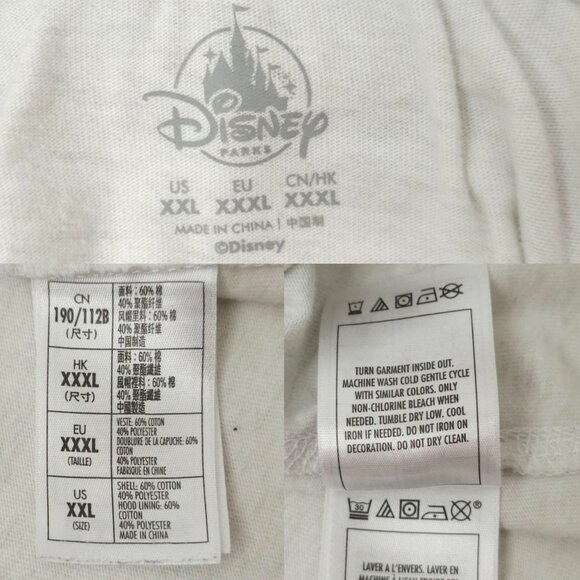 Disney
PARKS
US EU CN/HK
XXL XXXL XXXL
MADE IN CHINA | 中国制
©Disney
CN
190/112B
(尺寸)
面料: 60% 棉
40% 聚酯纤维
风帽里料: 60% 棉
40% 聚酯纤维
中国制造
HK
XXXL
(尺寸)
面料: 60% 棉
40% 聚酯纖維
風帽裡料: 60% 棉
40% 聚酯纖維
中國製造
EU
XXXL
(TAILLE)
VESTE: 60% COTON
40% POLYESTER
DOUBLURE DE LA CAPUCHE: 60%
COTON
40% POLYESTER
FABRIQUE EN CHINE
US
XXL
(SIZE)
SHELL: 60% COTTON
40% POLYESTER
HOOD LINING: 60%
COTTON
40% POLYESTER
TURN GARMENT INSIDE OUT.
MACHINE WASH COLD GENTLE CYCLE
WITH SIMILAR COLORS. ONLY
NON-CHLORINE BLEACH WHEN
NEEDED. TUMBLE DRY LOW. COOL
IRON IF NEEDED. DO NOT IRON ON
DECORATION. DO NOT DRY CLEAN.
30
®
LAVER A L'ENVERS. LAVER A